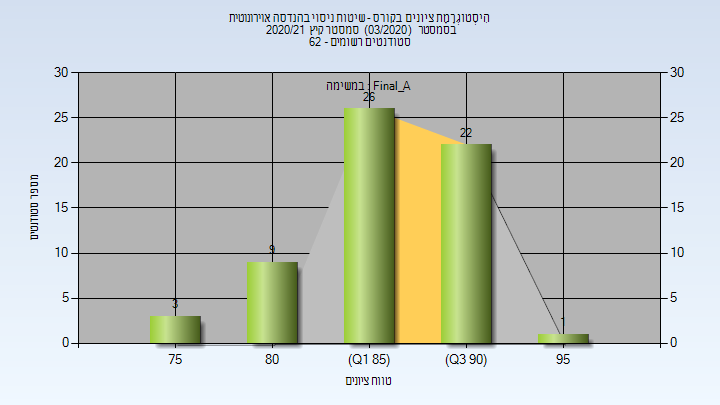 היסטוגרמת ציונים בקורס - שיטות ניסוי בהנדסה אוירונוטית
בסמסטר (03/2020) סמסטר קיץ 2020/21
סטודנטים רשומים - 62
במשימה : Final_A
30
25
20
15
10
5
0
30
25
20
15
10
5
0
מספר סטודנטים
3
9
26
22
1
75
80
(Q1 85)
(Q3 90)
95
טווח ציונים